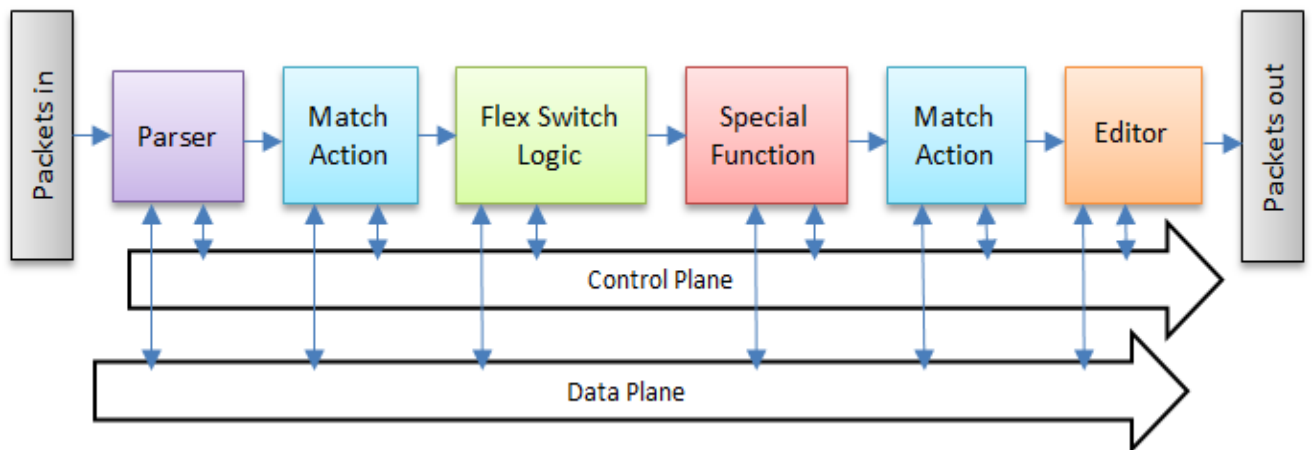 Packets in
Parser
Match
Action
Flex Switch
Logic
Special
Function
Match
Action
Editor
Packets out
Control Plane
Data Plane